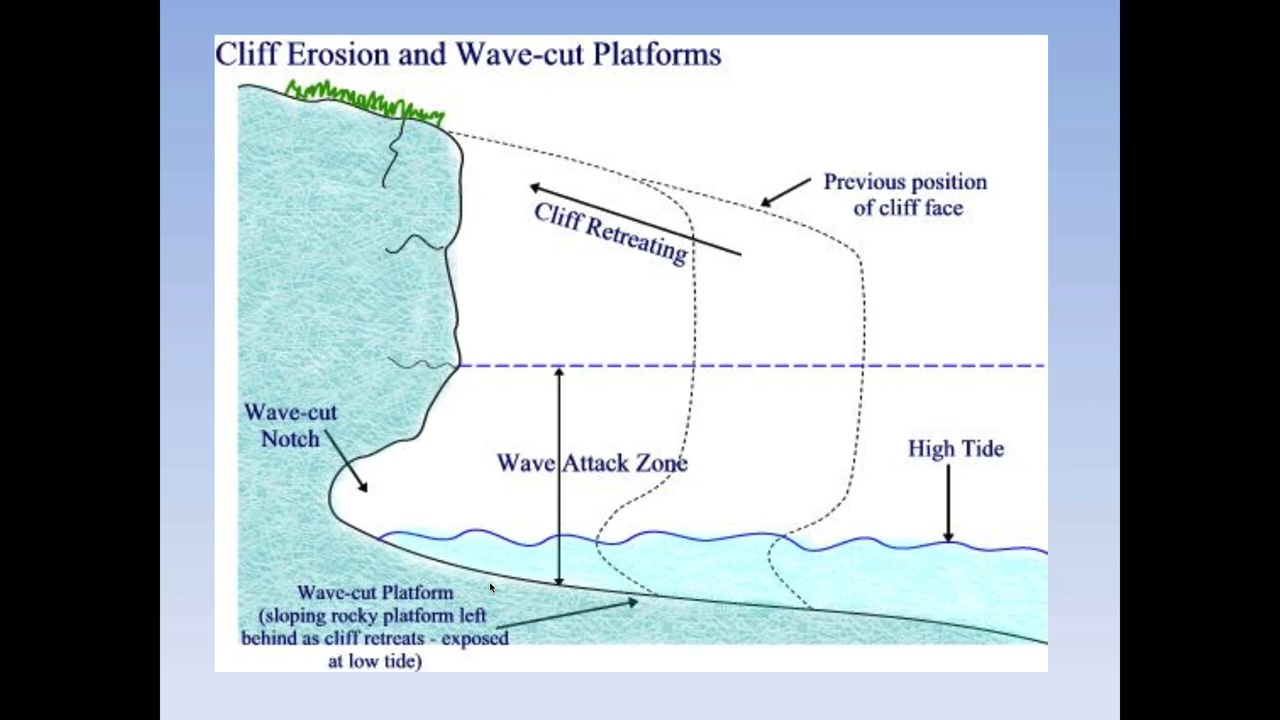 Cliff Erosion and Wave-cut Platforms
Previous position
of cliff face
Cliff Retreating
Wave-cut
Notch
Wave Attack Zone
High Tide
Wave-cut Platform
(sloping rocky platform left
behind as cliff retreats - exposed
at low tide)